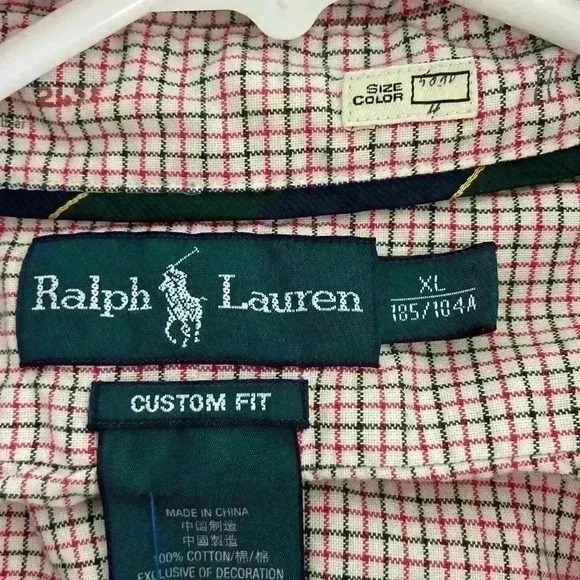 SIZE
COLOR
Ralph Lauren
XL
185/104A
CUSTOM FIT
MADE IN CHINA
中国制造
中國製造
100% COTTON/棉/棉
EXCLUSIVE OF DECORATION